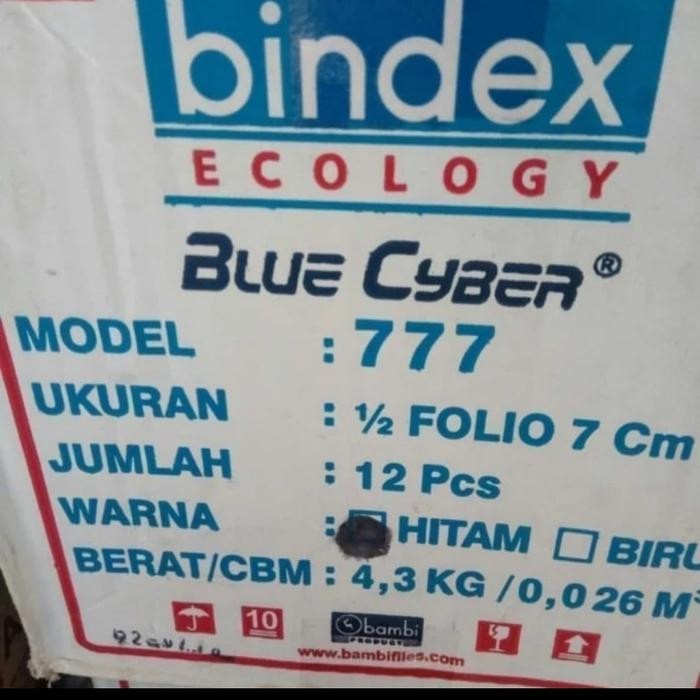 bindex
ECOLOGY
BLUE CYBER®
MODEL : 777
UKURAN : ½ FOLIO 7 Cm
JUMLAH : 12 Pcs
WARNA : HITAM BIRU
BERAT/CBM : 4,3 KG / 0,026 M³
10
bambi
PRODUCT
www.bambifiles.com